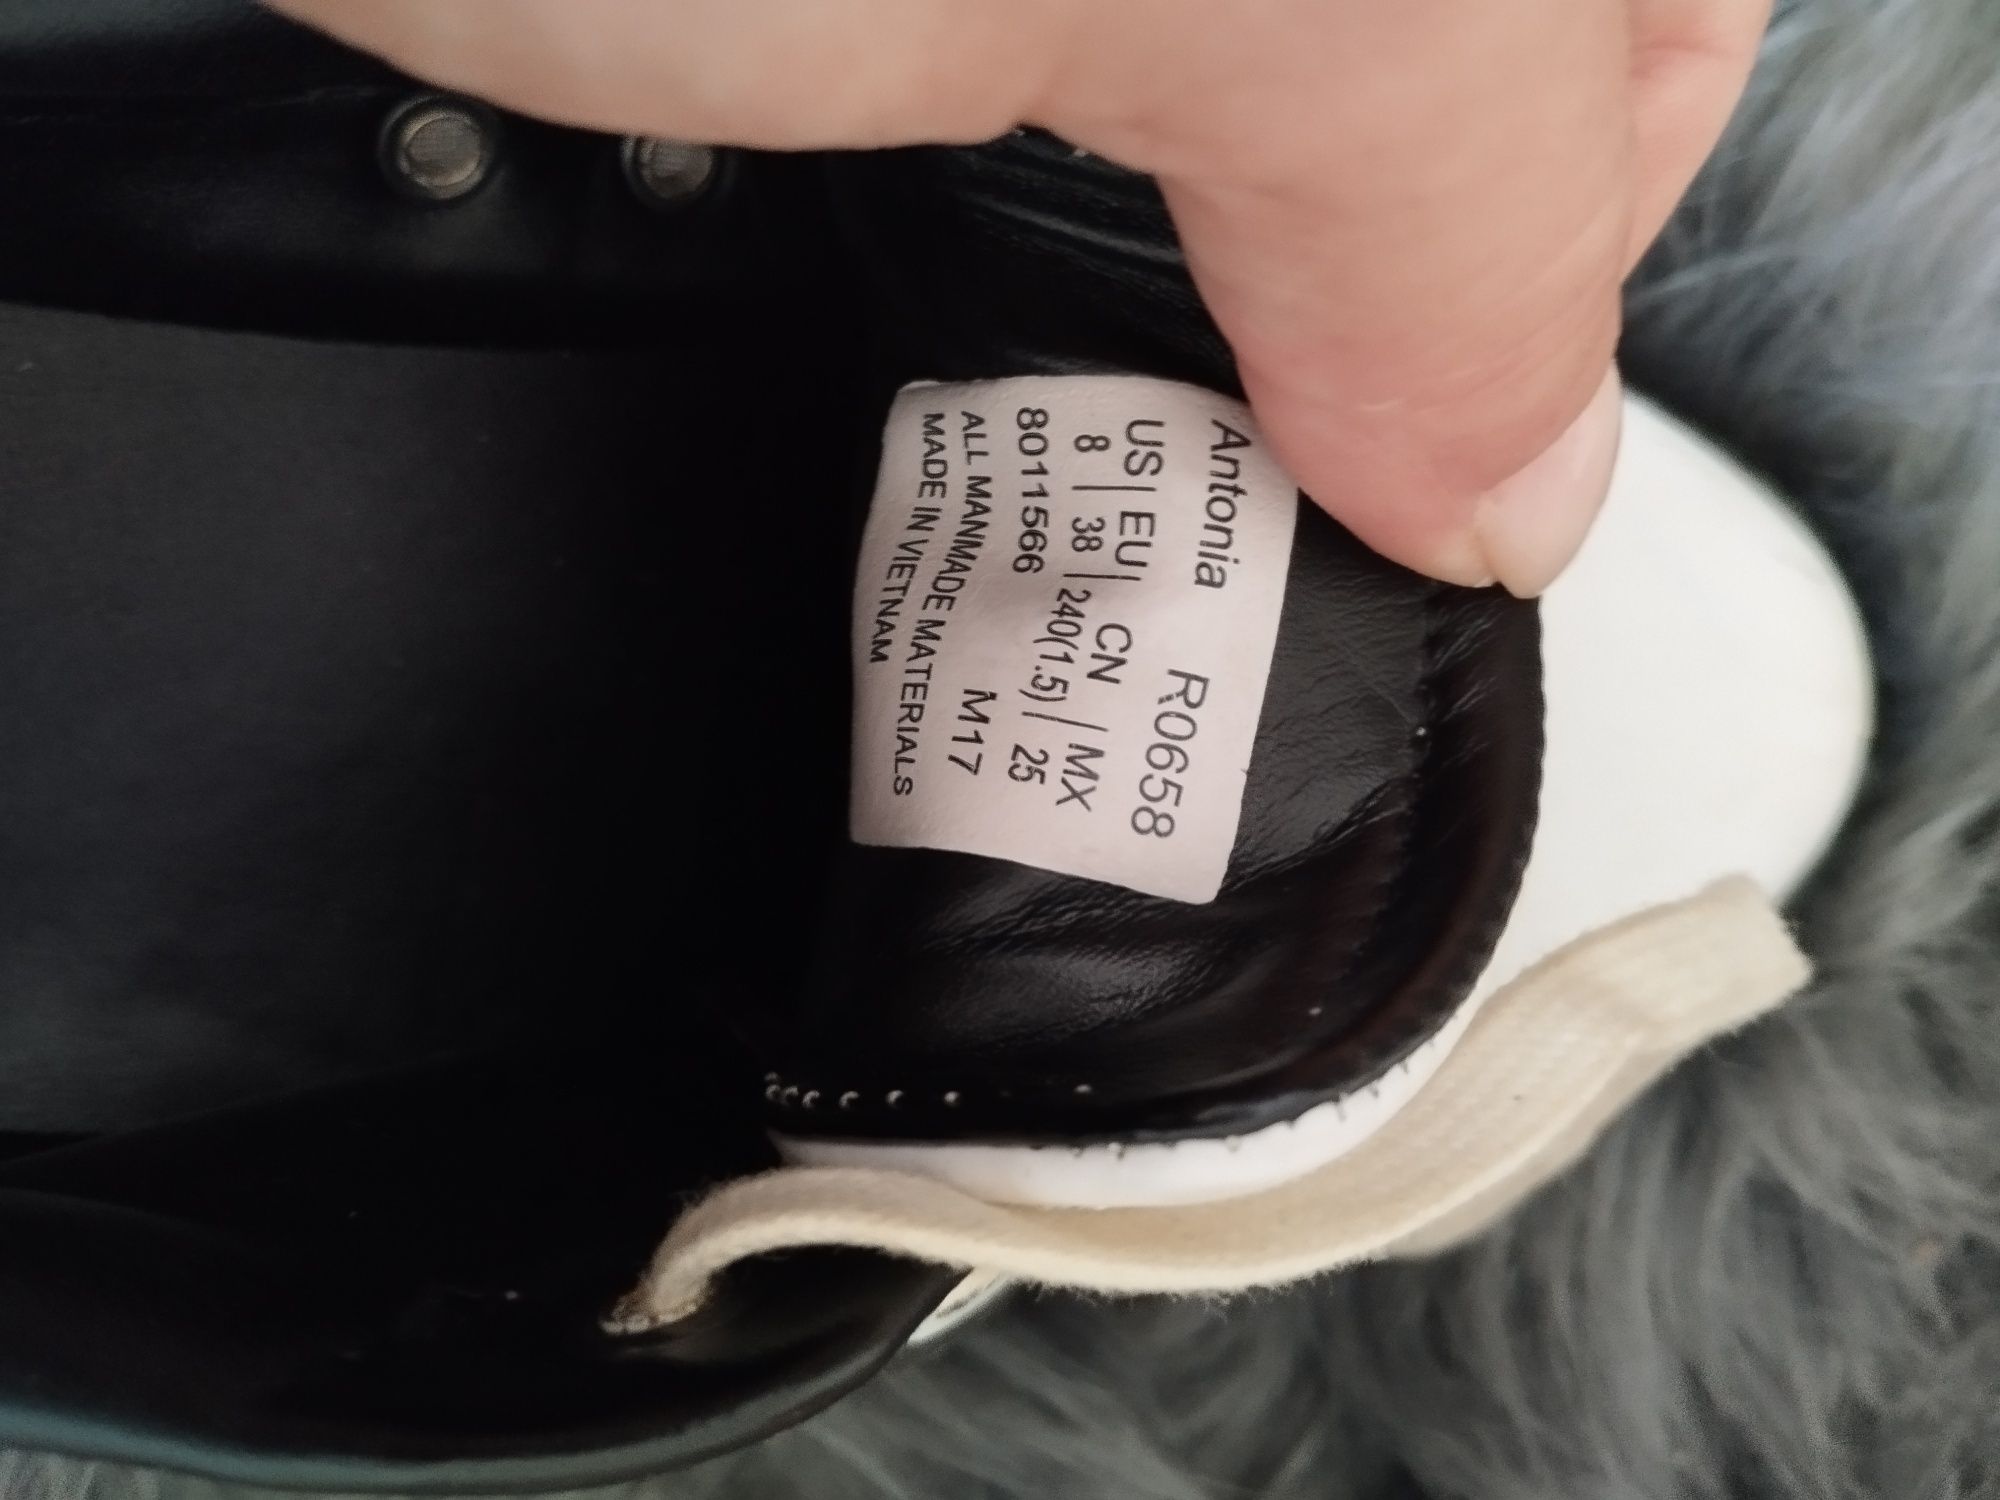 Antonia R0658
US | EU | CN / MX
8 | 38 | 240(1.5) | 25
8011566 M17
ALL MANMADE MATERIALS
MADE IN VIETNAM